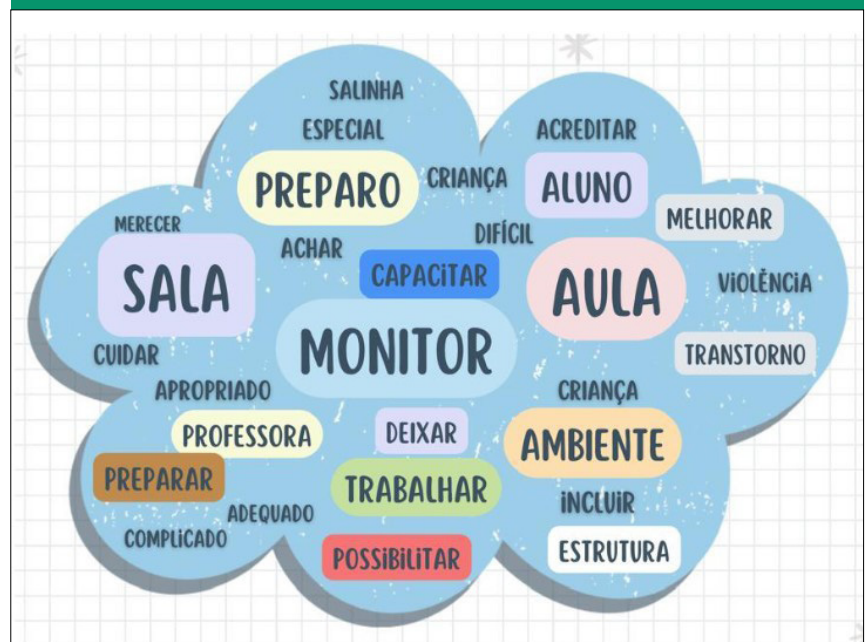 SALINHA
ESPECIAL
ACREDITAR
PREPARO
CRIANÇA
ALUNO
MELHORAR
MERECER
ACHAR
DIFÍCIL
CAPACITAR
SALA
AULA
VIOLÊNCIA
MONITOR
CUIDAR
TRANSTORNO
APROPRIADO
CRIANÇA
PROFESSORA
DEIXAR
AMBIENTE
PREPARAR
TRABALHAR
INCLUIR
ADEQUADO
COMPLICADO
POSSIBILITAR
ESTRUTURA